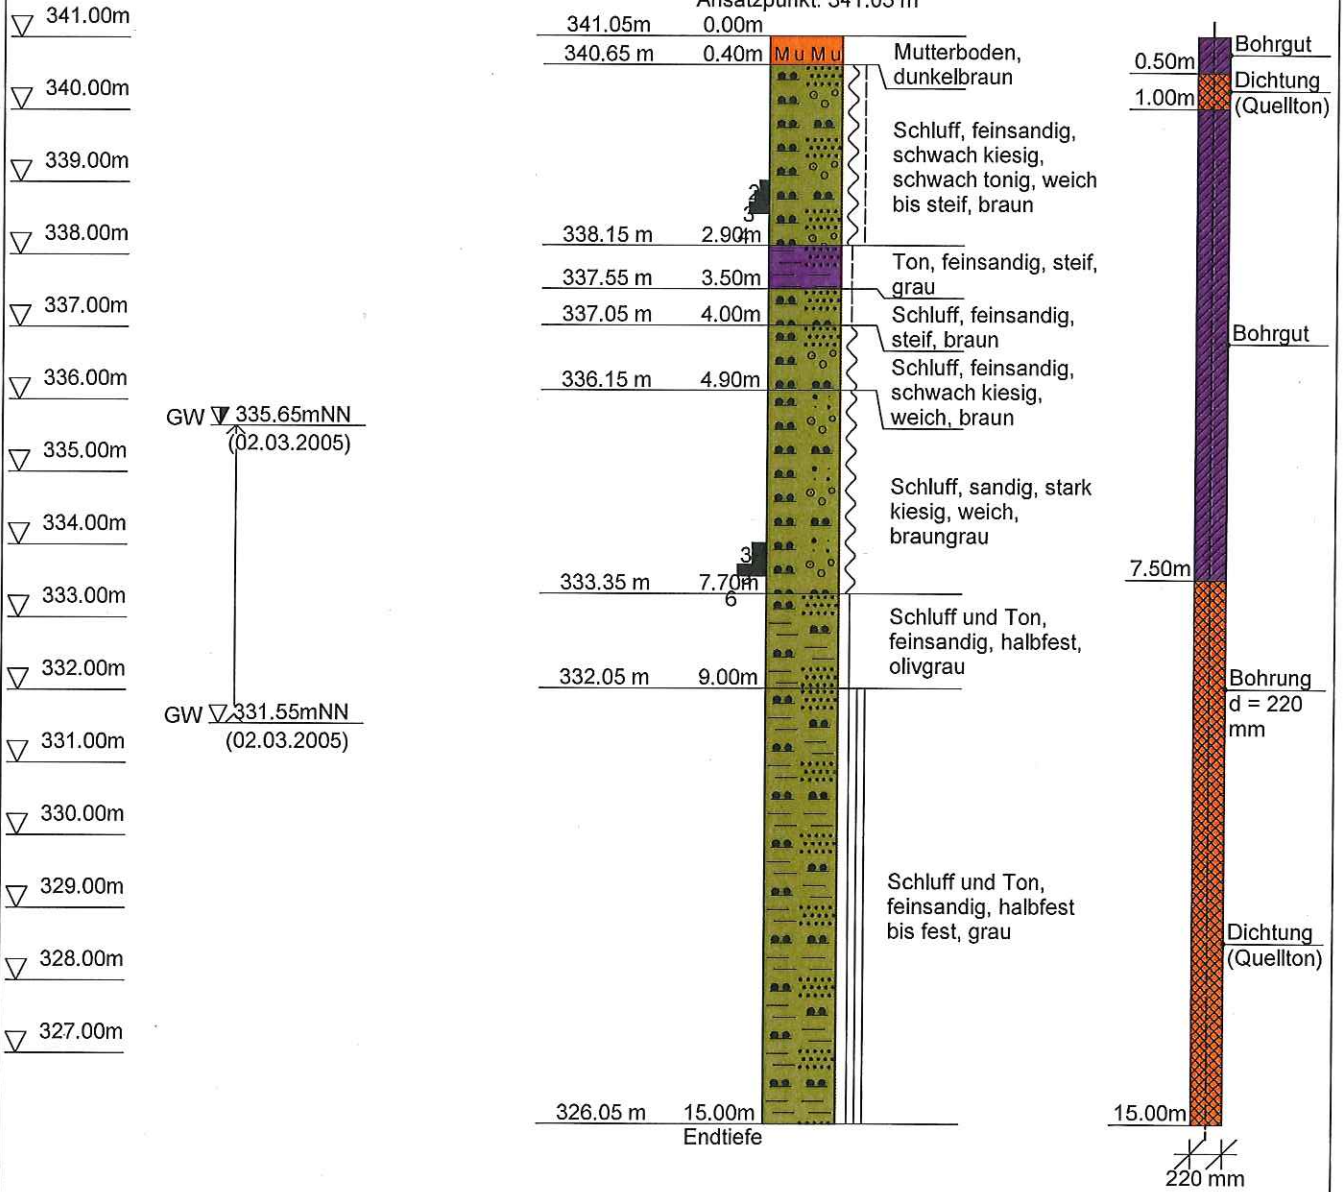 Ansatzpunkt: 341.05 m
341.00m
340.00m
339.00m
338.00m
337.00m
336.00m
335.00m
334.00m
333.00m
332.00m
331.00m
330.00m
329.00m
328.00m
327.00m
GW 335.65mNN
(02.03.2005)
GW 331.55mNN
(02.03.2005)
341.05m 0.00m
340.65 m 0.40m
338.15 m 2.90m
337.55 m 3.50m
337.05 m 4.00m
336.15 m 4.90m
333.35 m 7.70m
332.05 m 9.00m
326.05 m 15.00m
Endtiefe
M u M u
2
3
4
3
6
Mutterboden,
dunkelbraun
Schluff, feinsandig,
schwach kiesig,
schwach tonig, weich
bis steif, braun
Ton, feinsandig, steif,
grau
Schluff, feinsandig,
steif, braun
Schluff, feinsandig,
schwach kiesig,
weich, braun
Schluff, sandig, stark
kiesig, weich,
braungrau
Schluff und Ton,
feinsandig, halbfest,
olivgrau
Schluff und Ton,
feinsandig, halbfest
bis fest, grau
0.50m
1.00m
7.50m
15.00m
Bohrgut
Dichtung
(Quellton)
Bohrgut
Bohrung
d = 220
mm
Dichtung
(Quellton)
220 mm